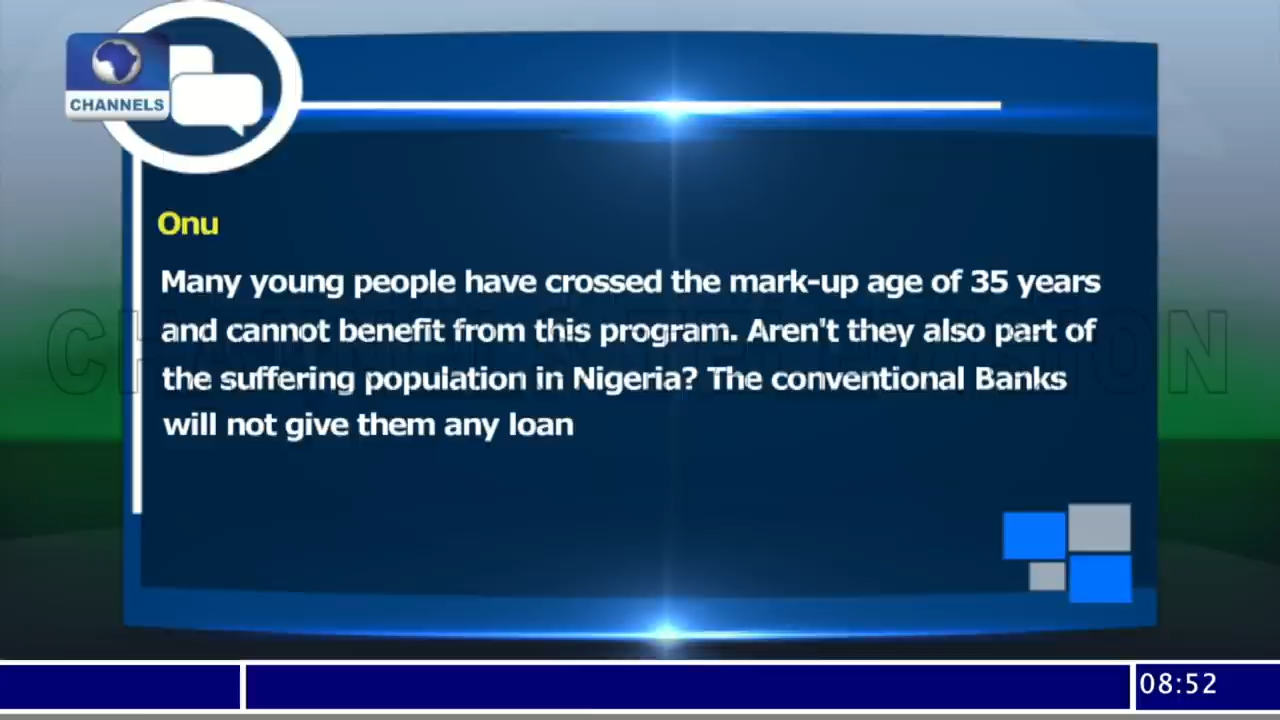 CHANNELS
Onu
Many young people have crossed the mark-up age of 35 years
and cannot benefit from this program. Aren't they also part of
the suffering population in Nigeria? The conventional Banks
will not give them any loan
CHANNELS TELEVISION
08:52